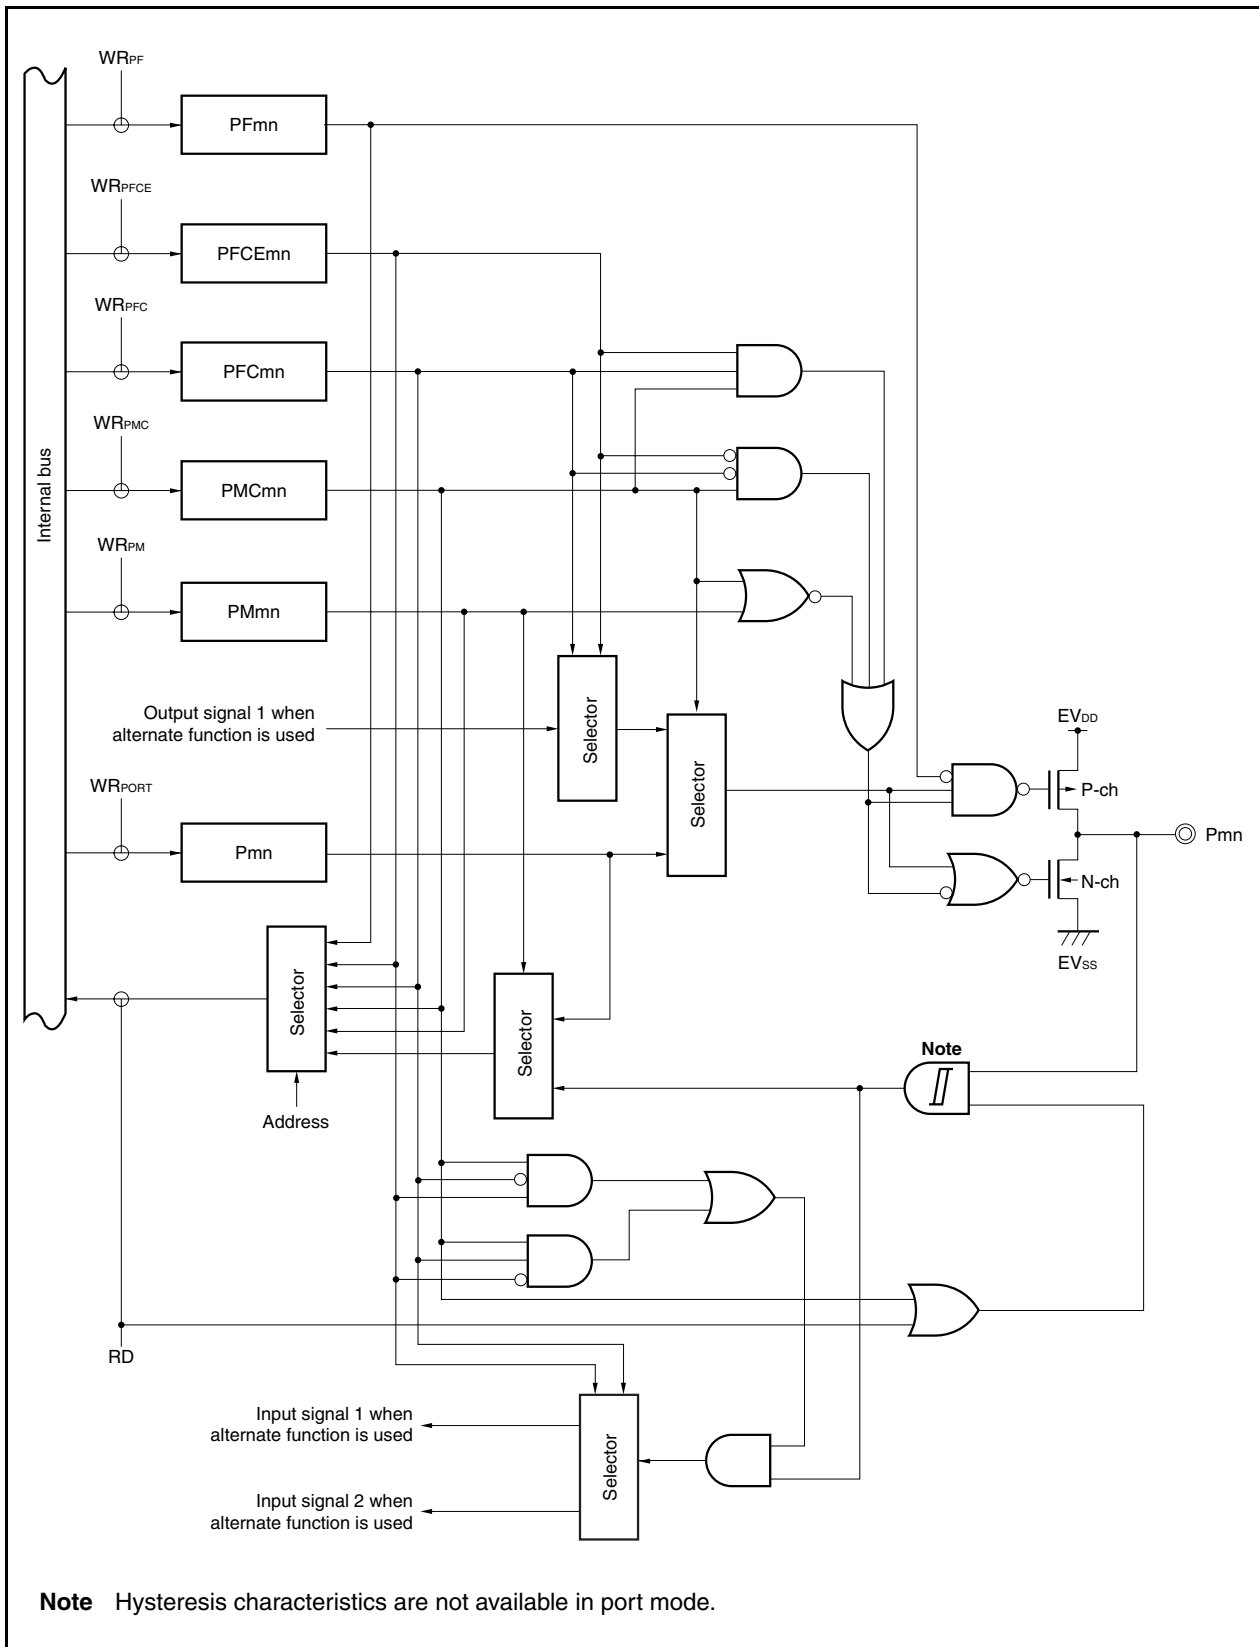 WRPF
PFmn
WRPFCE
PFCEmn
WRPFC
PFCmn
WRPMC
PMCmn
Internal bus
WRPM
PMmn
Output signal 1 when
alternate function is used
Selector
Selector
EVDD
P-ch
WRPORT
Pmn
Pmn
N-ch
EVSS
Selector
Selector
Note
Address
RD
Input signal 1 when
alternate function is used
Selector
Input signal 2 when
alternate function is used
Note Hysteresis characteristics are not available in port mode.